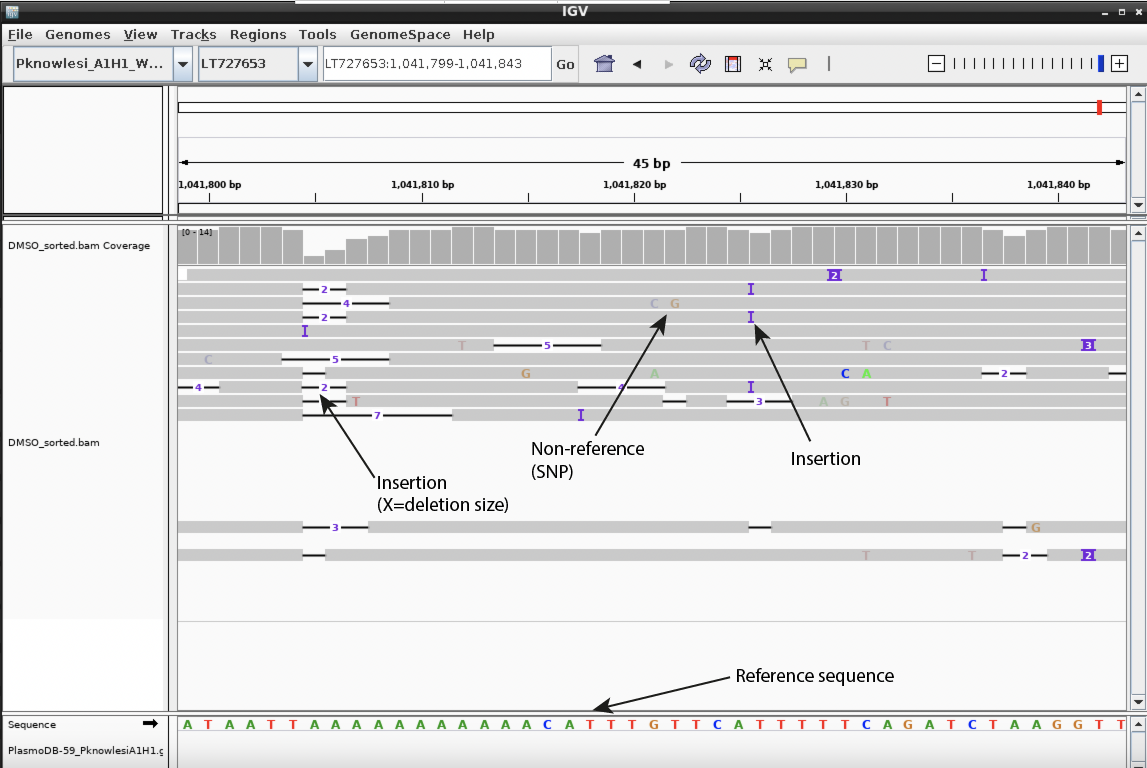 IGV
File Genomes View Tracks Regions Tools GenomeSpace Help
Pknowlesi_A1H1_W... LT727653 LT727653:1,041,799-1,041,843 Go
45 bp
1,041,800 bp 1,041,810 bp 1,041,820 bp 1,041,830 bp 1,041,840 bp
[0 - 14]
DMSO_sorted.bam Coverage
2
2
4 C G
2
T 5 T C 3
C 5
G A C A 2
4 2 4
T 3 A G T
7
DMSO_sorted.bam
Non-reference
(SNP)
Insertion
Insertion
(X=deletion size)
3 G
T T 2 2
Reference sequence
Sequence A T A A T T A A A A A A A A A A A C A T T T G T T C A T T T T T C A G A T C T A A G G T T
PlasmoDB-59_PknowlesiA1H1.g